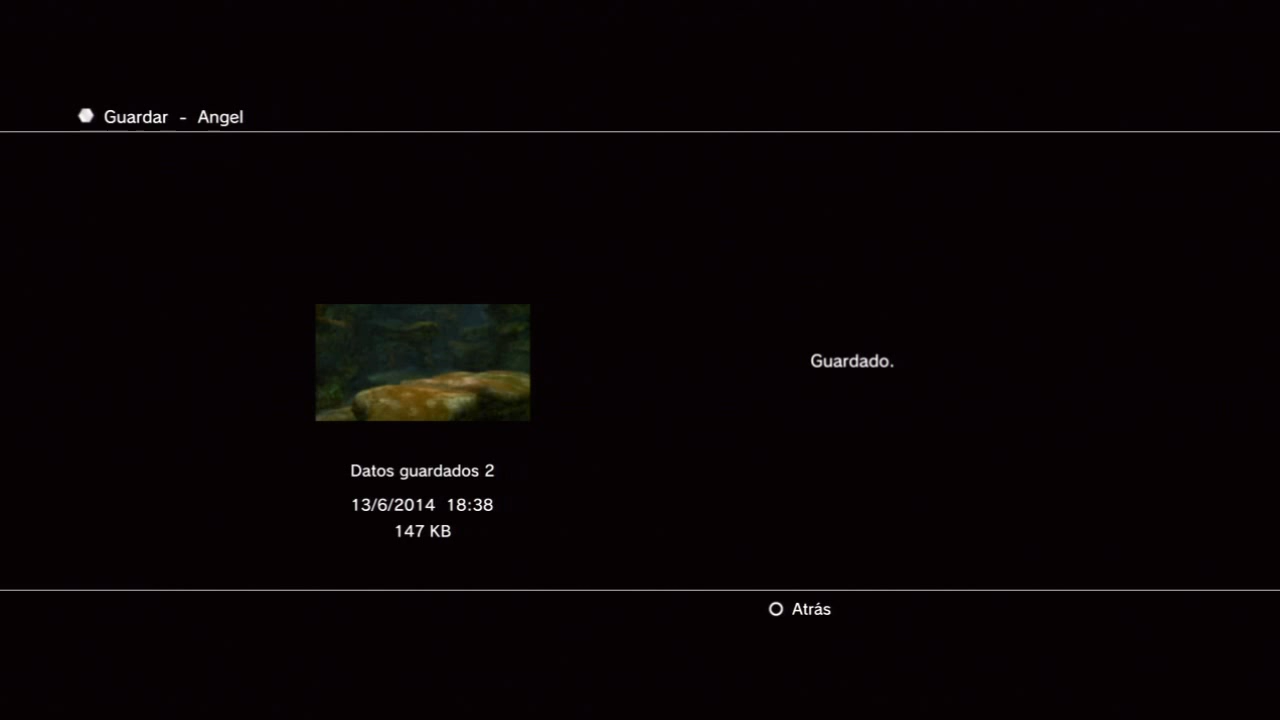 Guardar - Angel
Guardado.
Datos guardados 2
13/6/2014 18:38
147 KB
Atrás